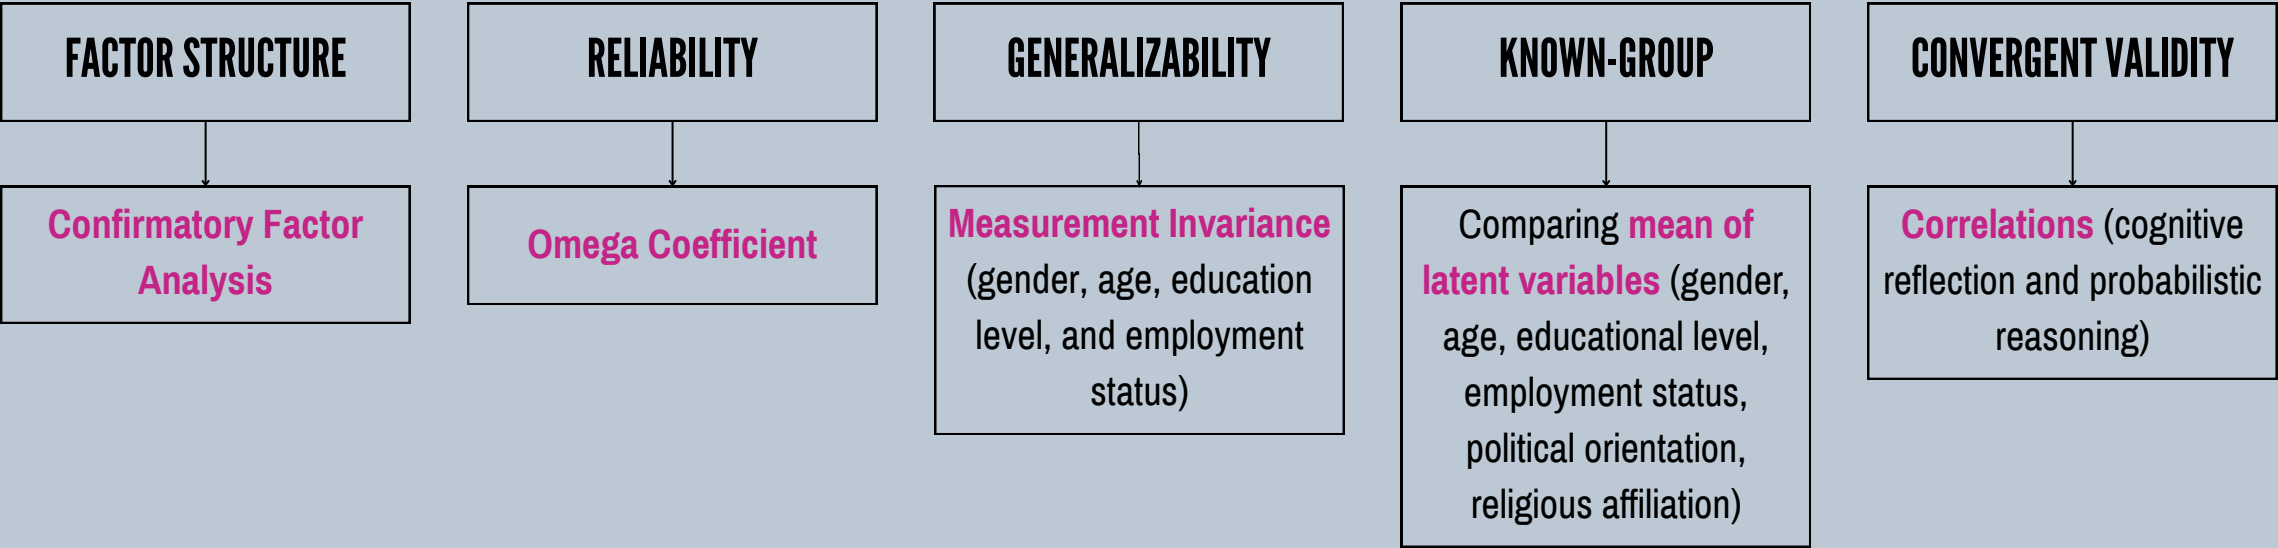 FACTOR STRUCTURE
Confirmatory Factor
Analysis
RELIABILITY
Omega Coefficient
GENERALIZABILITY
Measurement Invariance
(gender, age, education
level, and employment
status)
KNOWN-GROUP
Comparing mean of
latent variables (gender,
age, educational level,
employment status,
political orientation,
religious affiliation)
CONVERGENT VALIDITY
Correlations (cognitive
reflection and probabilistic
reasoning)